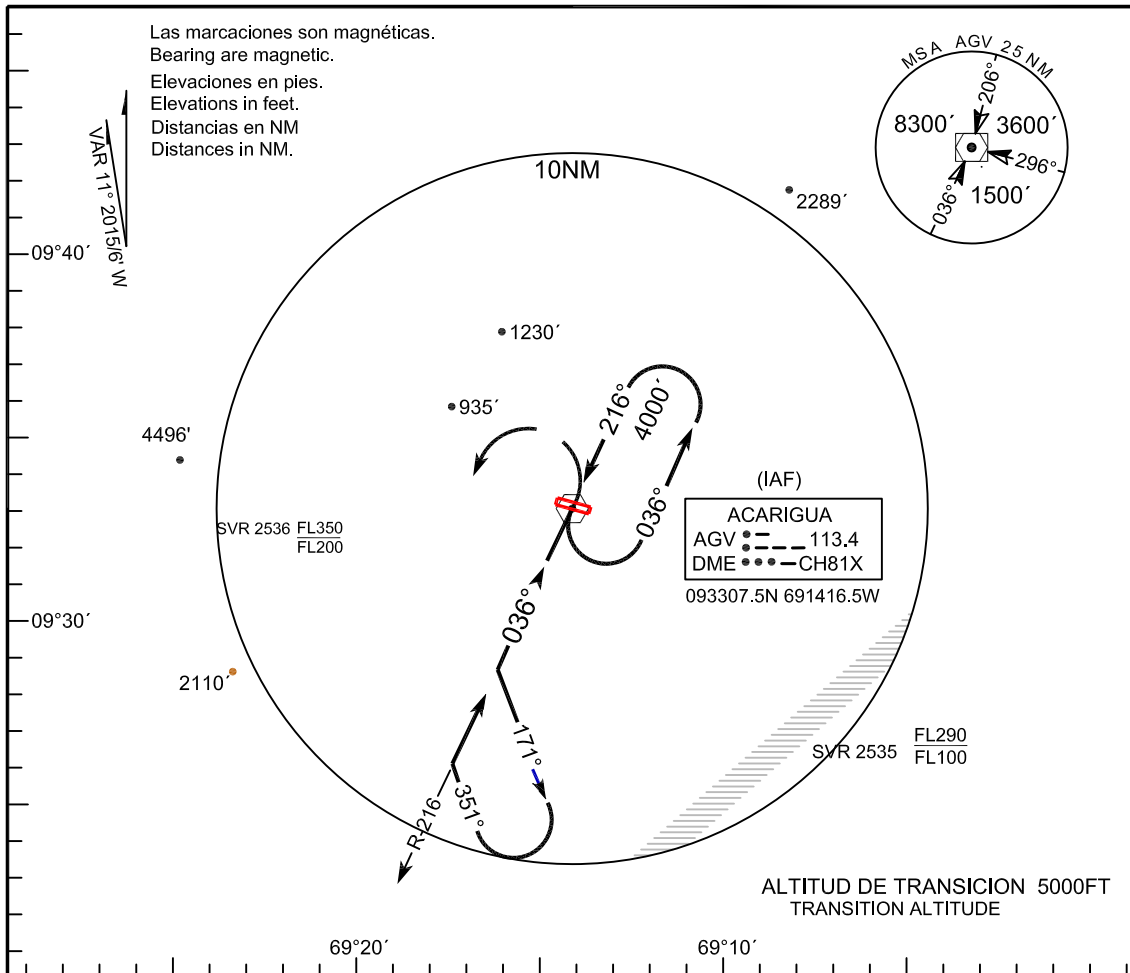 Las marcaciones son magnéticas.
Bearing are magnetic.
Elevaciones en pies.
Elevations in feet.
Distancias en NM
Distances in NM.
VAR 11° 2015/6' W
MSA AGV 25 NM
206°
8300´
3600´
296°
1500´
036°
10NM
2289´
09°40´
1230´
935´
4496'
216°
4000´
036°
(IAF)
ACARIGUA
AGV 113.4
DME CH81X
093307.5N 691416.5W
SVR 2536 FL350
FL200
036°
09°30´
2110´
171°
SVR 2535 FL290
FL100
351°
R-216
ALTITUD DE TRANSICION 5000FT
TRANSITION ALTITUDE
69°20´
69°10´